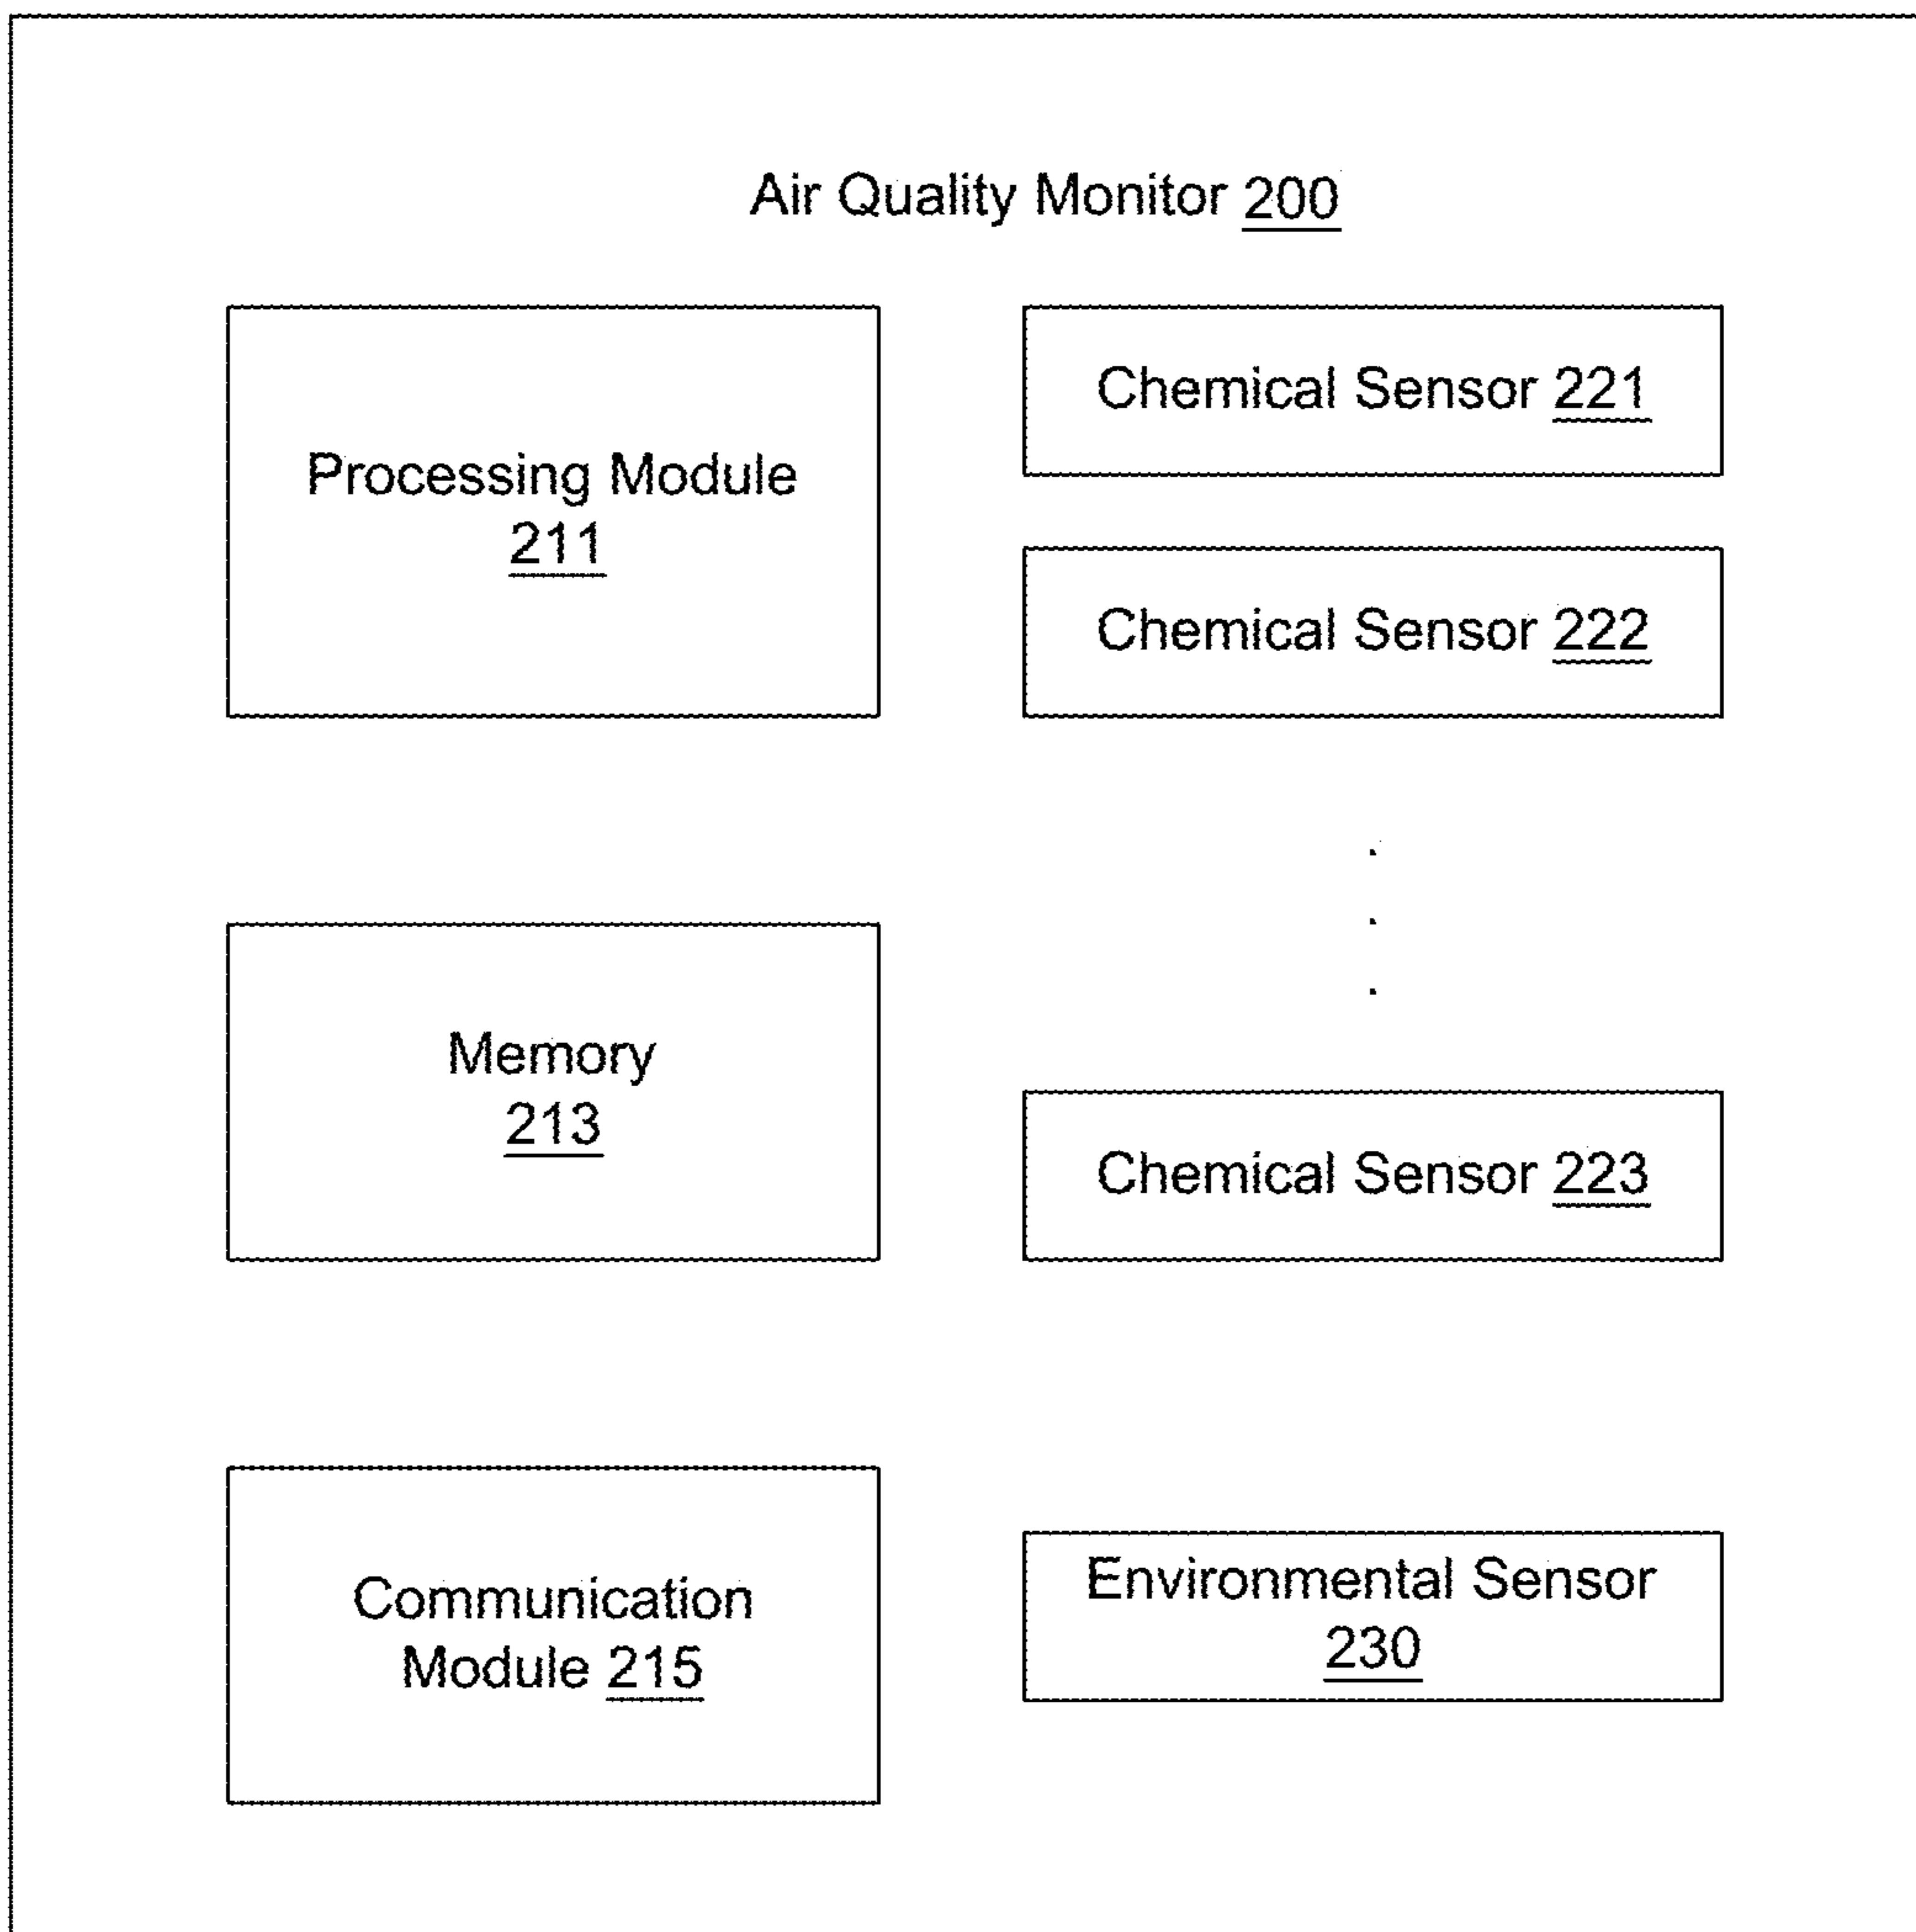 Air Quality Monitor 200
Processing Module
211
Chemical Sensor 221
Chemical Sensor 222
Memory
213
Chemical Sensor 223
Communication
Module 215
Environmental Sensor
230